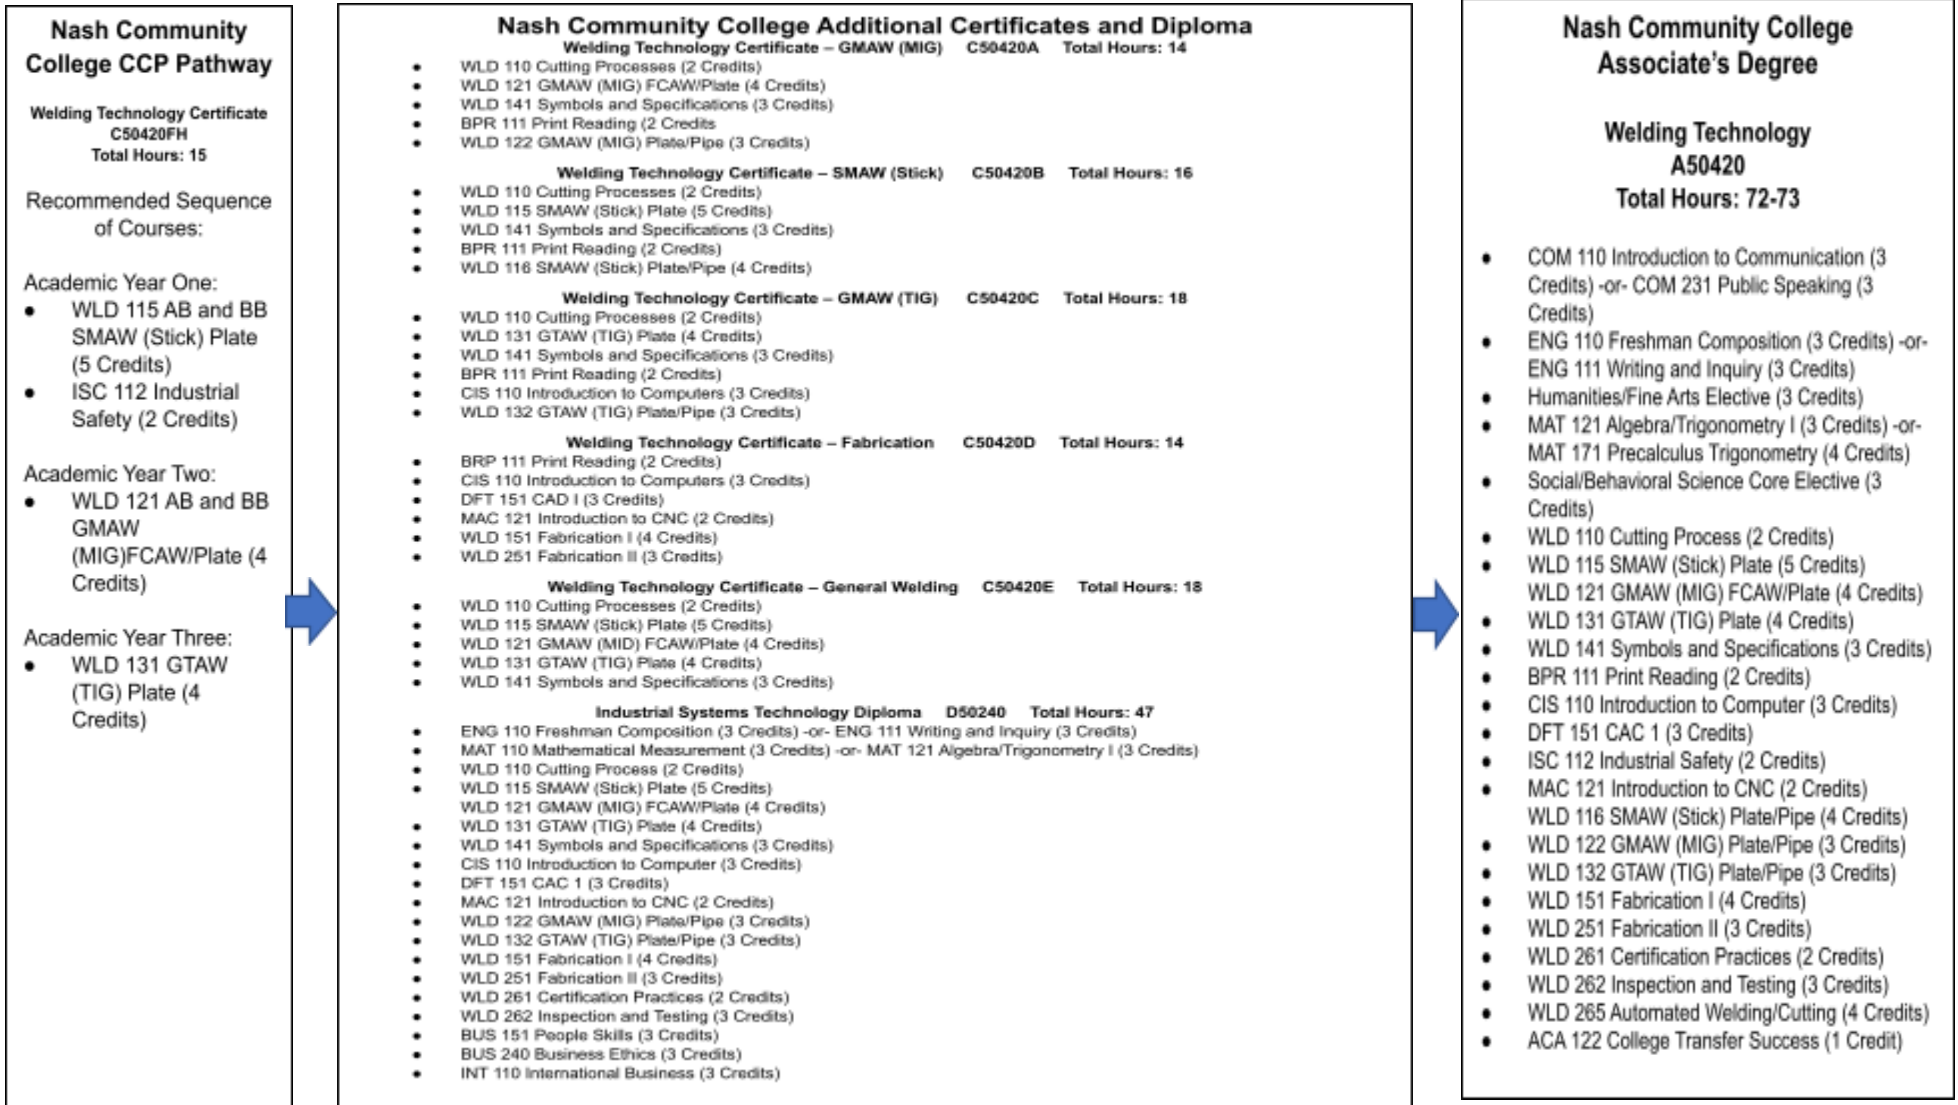 Nash Community
College CCP Pathway
Welding Technology Certificate
C50420FH
Total Hours: 15
Recommended Sequence
of Courses:
Academic Year One:
● WLD 115 AB and BB
SMAW (Stick) Plate
(5 Credits)
● ISC 112 Industrial
Safety (2 Credits)
Academic Year Two:
● WLD 121 AB and BB
GMAW
(MIG)FCAW/Plate (4
Credits)
Academic Year Three:
● WLD 131 GTAW
(TIG) Plate (4
Credits)
Nash Community College Additional Certificates and Diploma
Welding Technology Certificate – GMAW (MIG) C50420A Total Hours: 14
● WLD 110 Cutting Processes (2 Credits)
● WLD 121 GMAW (MIG) FCAW/Plate (4 Credits)
● WLD 141 Symbols and Specifications (3 Credits)
● BPR 111 Print Reading (2 Credits
● WLD 122 GMAW (MIG) Plate/Pipe (3 Credits)
Welding Technology Certificate – SMAW (Stick) C50420B Total Hours: 16
● WLD 110 Cutting Processes (2 Credits)
● WLD 115 SMAW (Stick) Plate (5 Credits)
● WLD 141 Symbols and Specifications (3 Credits)
● BPR 111 Print Reading (2 Credits)
● WLD 116 SMAW (Stick) Plate/Pipe (4 Credits)
Welding Technology Certificate – GMAW (TIG) C50420C Total Hours: 18
● WLD 110 Cutting Processes (2 Credits)
● WLD 131 GTAW (TIG) Plate (4 Credits)
● WLD 141 Symbols and Specifications (3 Credits)
● BPR 111 Print Reading (2 Credits)
● CIS 110 Introduction to Computers (3 Credits)
● WLD 132 GTAW (TIG) Plate/Pipe (3 Credits)
Welding Technology Certificate – Fabrication C50420D Total Hours: 14
● BRP 111 Print Reading (2 Credits)
● CIS 110 Introduction to Computers (3 Credits)
● DFT 151 CAD I (3 Credits)
● MAC 121 Introduction to CNC (2 Credits)
● WLD 151 Fabrication I (4 Credits)
● WLD 251 Fabrication II (3 Credits)
Welding Technology Certificate – General Welding C50420E Total Hours: 18
● WLD 110 Cutting Processes (2 Credits)
● WLD 115 SMAW (Stick) Plate (5 Credits)
● WLD 121 GMAW (MID) FCAW/Plate (4 Credits)
● WLD 131 GTAW (TIG) Plate (4 Credits)
● WLD 141 Symbols and Specifications (3 Credits)
Industrial Systems Technology Diploma D50240 Total Hours: 47
● ENG 110 Freshman Composition (3 Credits) -or- ENG 111 Writing and Inquiry (3 Credits)
● MAT 110 Mathematical Measurement (3 Credits) -or- MAT 121 Algebra/Trigonometry I (3 Credits)
● WLD 110 Cutting Process (2 Credits)
● WLD 115 SMAW (Stick) Plate (5 Credits)
WLD 121 GMAW (MIG) FCAW/Plate (4 Credits)
● WLD 131 GTAW (TIG) Plate (4 Credits)
● WLD 141 Symbols and Specifications (3 Credits)
● CIS 110 Introduction to Computer (3 Credits)
● DFT 151 CAC 1 (3 Credits)
● MAC 121 Introduction to CNC (2 Credits)
● WLD 122 GMAW (MIG) Plate/Pipe (3 Credits)
● WLD 132 GTAW (TIG) Plate/Pipe (3 Credits)
● WLD 151 Fabrication I (4 Credits)
● WLD 251 Fabrication II (3 Credits)
● WLD 261 Certification Practices (2 Credits)
● WLD 262 Inspection and Testing (3 Credits)
● BUS 151 People Skills (3 Credits)
● BUS 240 Business Ethics (3 Credits)
● INT 110 International Business (3 Credits)
Nash Community College
Associate's Degree
Welding Technology
A50420
Total Hours: 72-73
● COM 110 Introduction to Communication (3
Credits) -or- COM 231 Public Speaking (3
Credits)
● ENG 110 Freshman Composition (3 Credits) -or-
ENG 111 Writing and Inquiry (3 Credits)
● Humanities/Fine Arts Elective (3 Credits)
● MAT 121 Algebra/Trigonometry I (3 Credits) -or-
MAT 171 Precalculus Trigonometry (4 Credits)
● Social/Behavioral Science Core Elective (3
Credits)
● WLD 110 Cutting Process (2 Credits)
● WLD 115 SMAW (Stick) Plate (5 Credits)
WLD 121 GMAW (MIG) FCAW/Plate (4 Credits)
● WLD 131 GTAW (TIG) Plate (4 Credits)
● WLD 141 Symbols and Specifications (3 Credits)
● BPR 111 Print Reading (2 Credits)
● CIS 110 Introduction to Computer (3 Credits)
● DFT 151 CAC 1 (3 Credits)
● ISC 112 Industrial Safety (2 Credits)
● MAC 121 Introduction to CNC (2 Credits)
WLD 116 SMAW (Stick) Plate/Pipe (4 Credits)
● WLD 122 GMAW (MIG) Plate/Pipe (3 Credits)
● WLD 132 GTAW (TIG) Plate/Pipe (3 Credits)
● WLD 151 Fabrication I (4 Credits)
● WLD 251 Fabrication II (3 Credits)
● WLD 261 Certification Practices (2 Credits)
● WLD 262 Inspection and Testing (3 Credits)
● WLD 265 Automated Welding/Cutting (4 Credits)
● ACA 122 College Transfer Success (1 Credit)